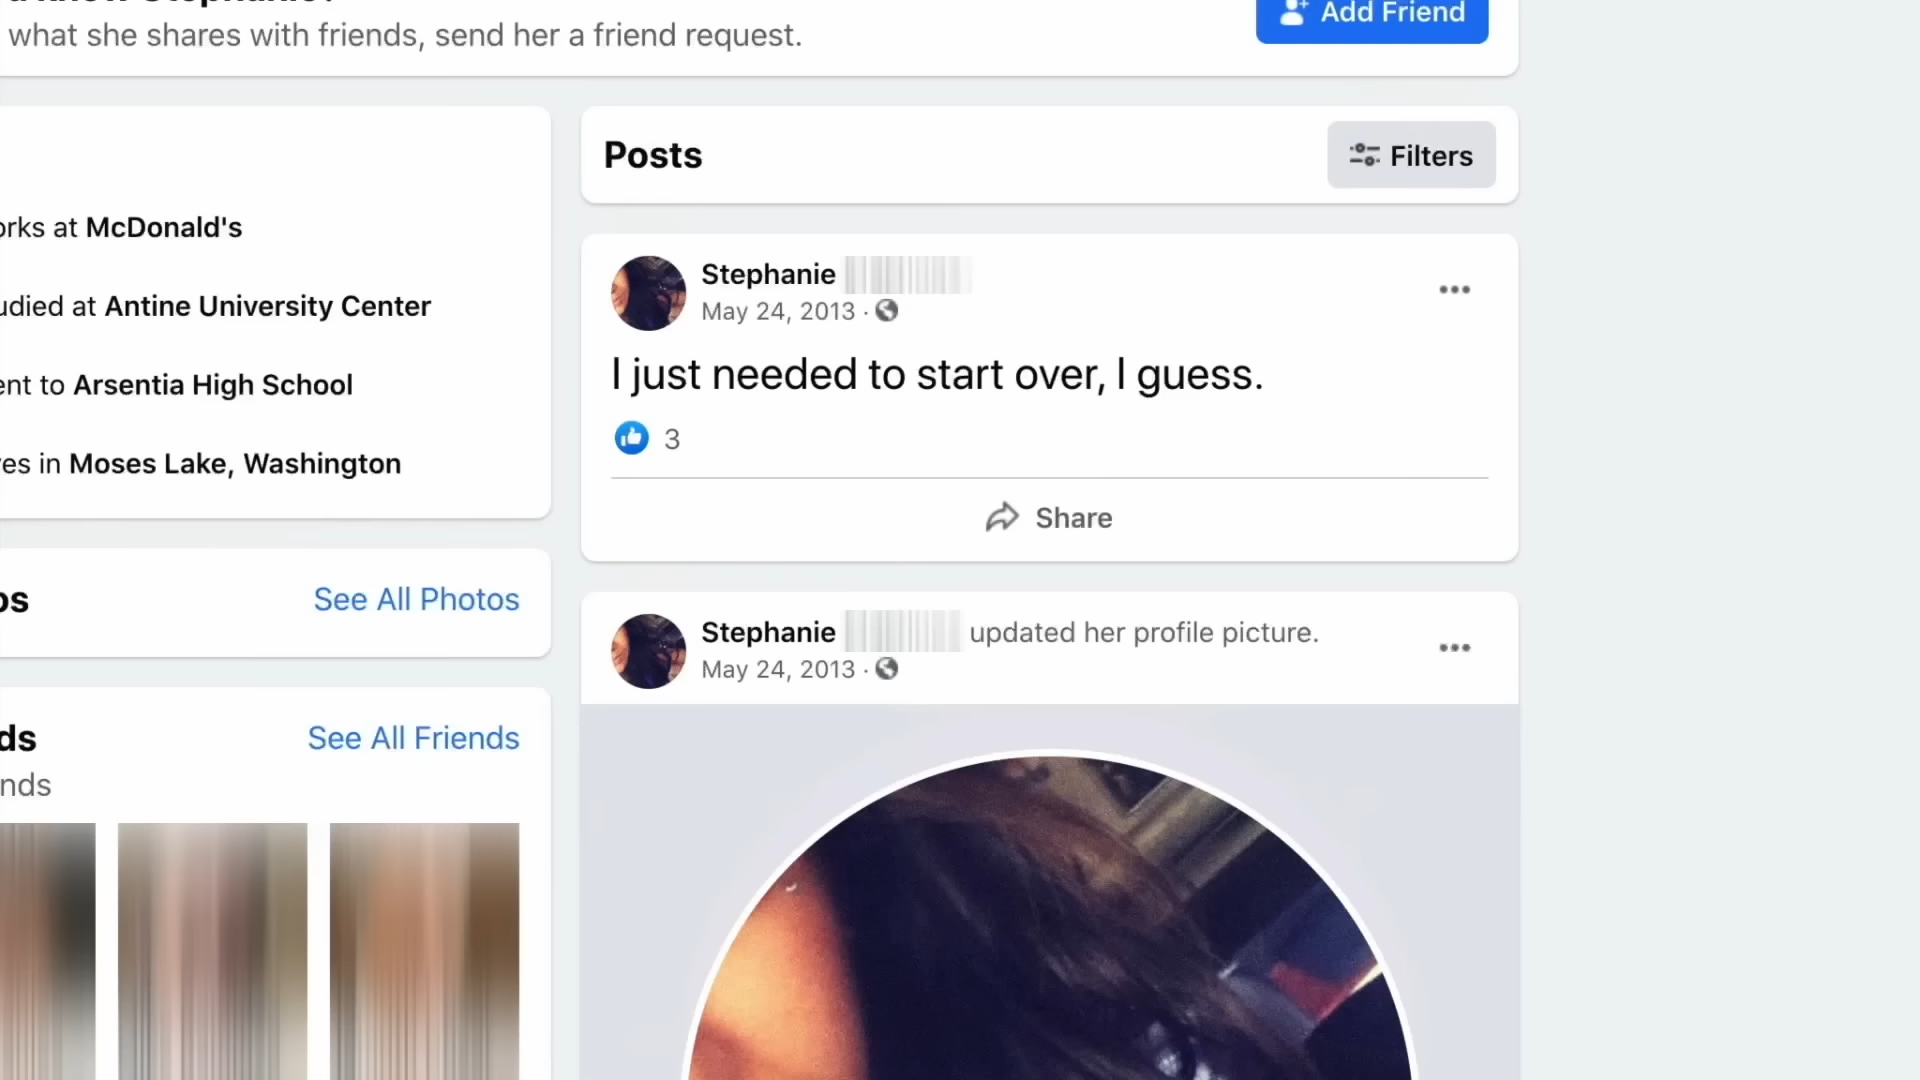 what she shares with friends, send her a friend request.
Add Friend
Posts
Filters
orks at McDonald's
udied at Antine University Center
ent to Arsentia High School
es in Moses Lake, Washington
See All Photos
See All Friends
nds
Stephanie
May 24, 2013 ·
I just needed to start over, I guess.
3
Share
Stephanie updated her profile picture.
May 24, 2013 ·